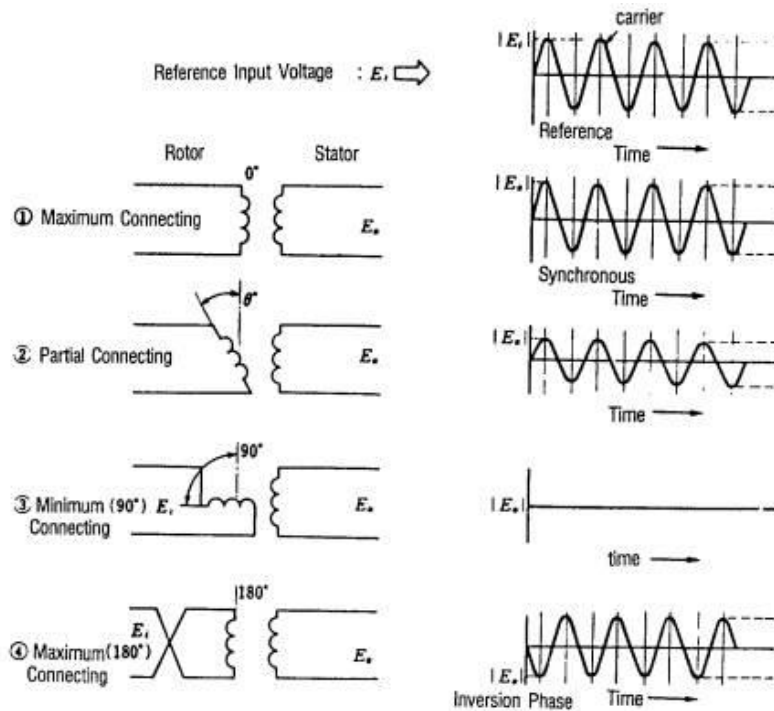 carrier
|E i|
Reference Input Voltage : E i
Reference
Time
Rotor Stator
0°
|E o|
① Maximum Connecting
E o
Synchronous
Time
θ°
|E o|
② Partial Connecting
E o
Time
90°
③ Minimum (90°) E i
Connecting
E o
|E o|
time
180°
E i
④ Maximum(180°)
Connecting
E o
|E o|
Inversion Phase
Time